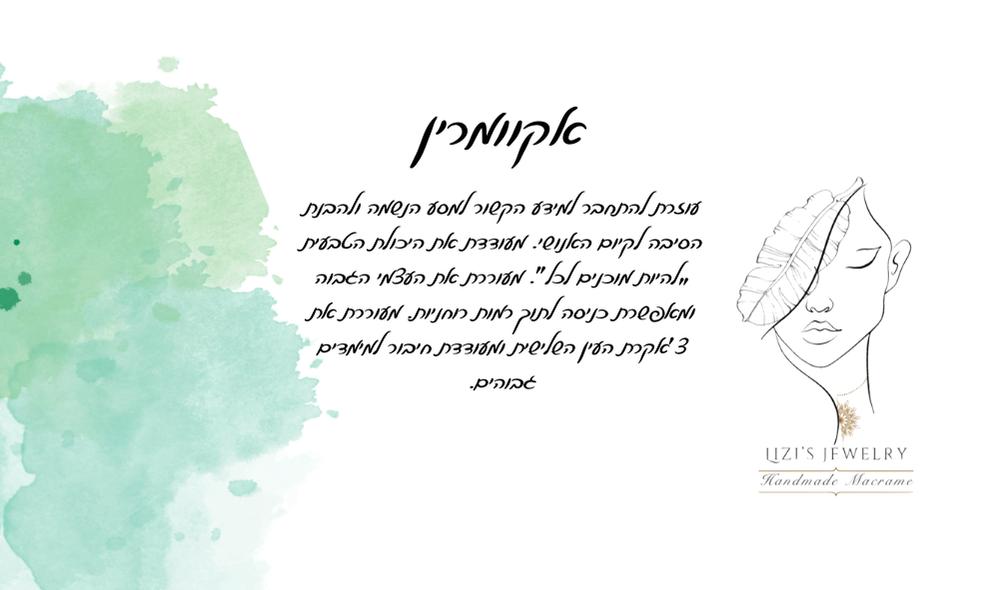 אקוומרין
עוזרת להתחבר למידע הקשור למסע הנשמה ולהבנת
הסיבה לקיום האנושי. מעודדת את היכולת הטבעית
"להיות מוכנים לכל". מעוררת את העצמי הגבוה
ומאפשרת כניסה לתוך רמות רוחניות. מעוררת את
צ'אקרת העין השלישית ומעודדת חיבור למימדים
גבוהים.
LIZI'S JEWELRY
Handmade Macrame